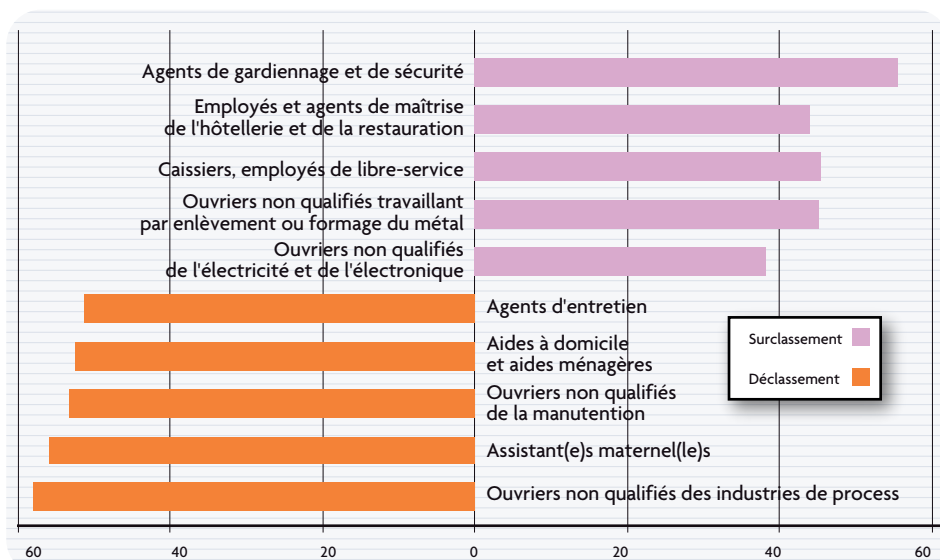 Agents de gardiennage et de sécurité
Employés et agents de maîtrise
de l'hôtellerie et de la restauration
Caissiers, employés de libre-service
Ouvriers non qualifiés travaillant
par enlèvement ou formage du métal
Ouvriers non qualifiés
de l'électricité et de l'électronique
Agents d'entretien
Aides à domicile
et aides ménagères
Ouvriers non qualifiés
de la manutention
Assistant(e)s maternel(le)s
Ouvriers non qualifiés des industries de process
Surclassement
Déclassement
60 40 20 0 20 40 60